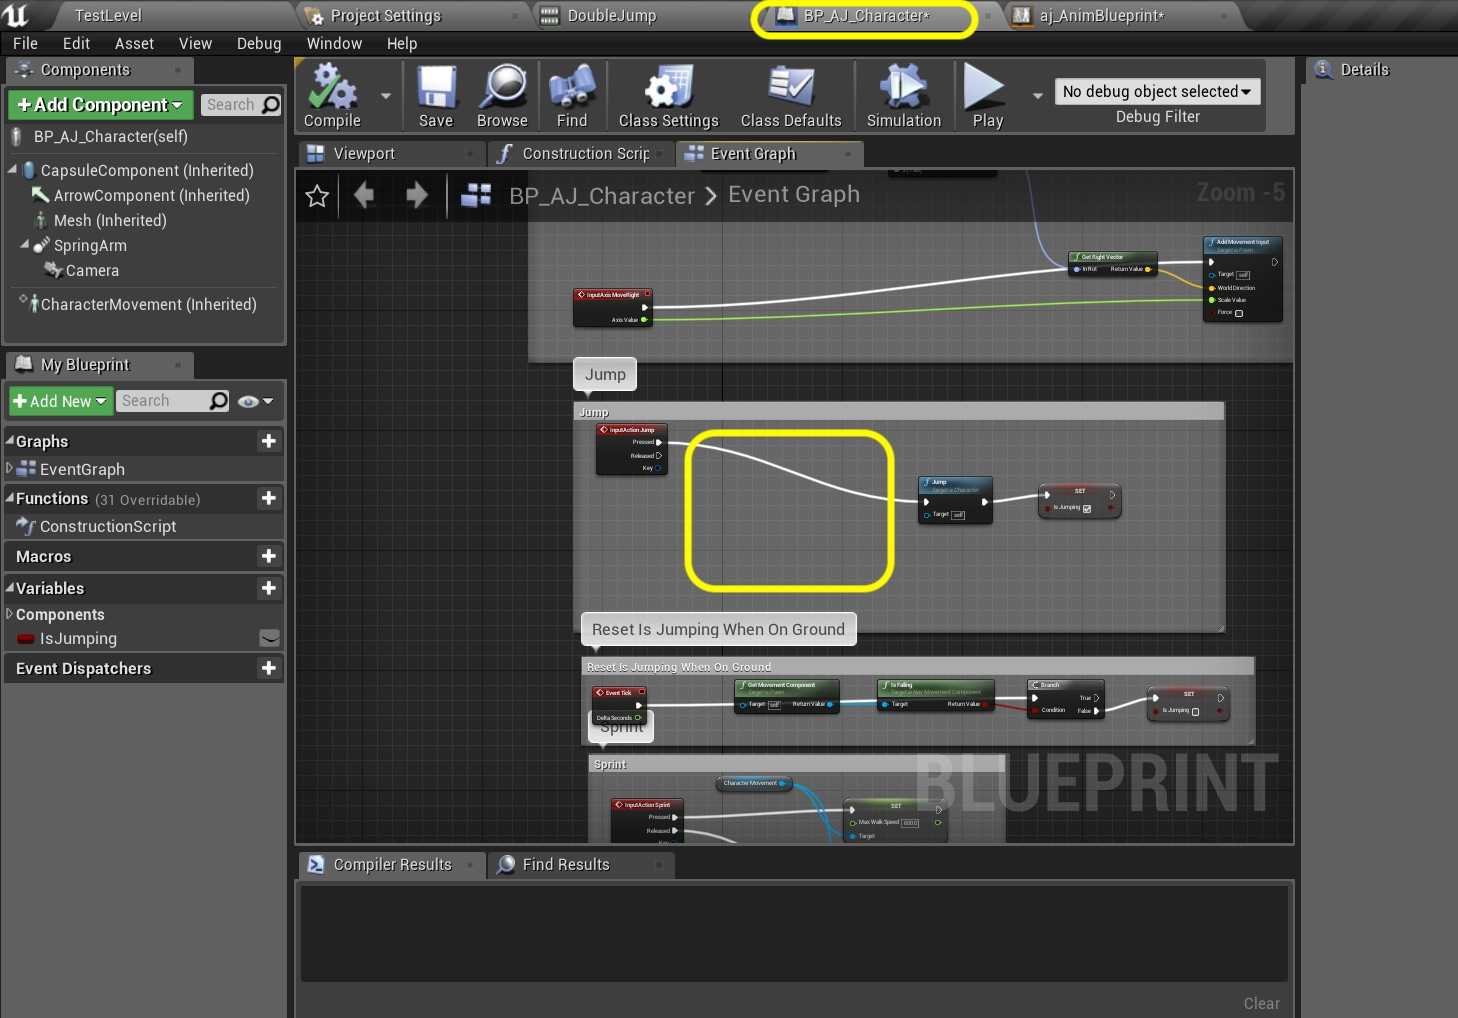 TestLevel
Project Settings
DoubleJump
BP_AJ_Character*
aj_AnimBlueprint*
File Edit Asset View Debug Window Help
Components
+Add Component
Search
BP_AJ_Character(self)
CapsuleComponent (Inherited)
ArrowComponent (Inherited)
Mesh (Inherited)
SpringArm
Camera
CharacterMovement (Inherited)
My Blueprint
+Add New
Search
Graphs
EventGraph
Functions (31 Overridable)
ConstructionScript
Macros
Variables
Components
IsJumping
Event Dispatchers
Compile
Save
Browse
Find
Class Settings
Class Defaults
Simulation
Play
No debug object selected
Debug Filter
Details
Viewport
Construction Scrip
Event Graph
BP_AJ_Character > Event Graph
Zoom -5
InputAxis MoveRight
Axis Value
Get Right Vector
In Rot Return Value
Add Movement Input
Target is Pawn
Target self
World Direction
Scale Value
Force
Jump
Jump
InputAction Jump
Pressed
Released
Key
Jump
Target is Character
Target self
SET
Is Jumping
Reset Is Jumping When On Ground
Reset Is Jumping When On Ground
Event Tick
Delta Seconds
Get Movement Component
Target is Pawn
Target self Return Value
Is Falling
Target is Nav Movement Component
Target Return Value
Branch
True
Condition False
SET
Is Jumping
Sprint
Sprint
InputAction Sprint
Pressed
Released
Key
Character Movement
SET
Max Walk Speed 600.0
Target
BLUEPRINT
Compiler Results
Find Results
Clear